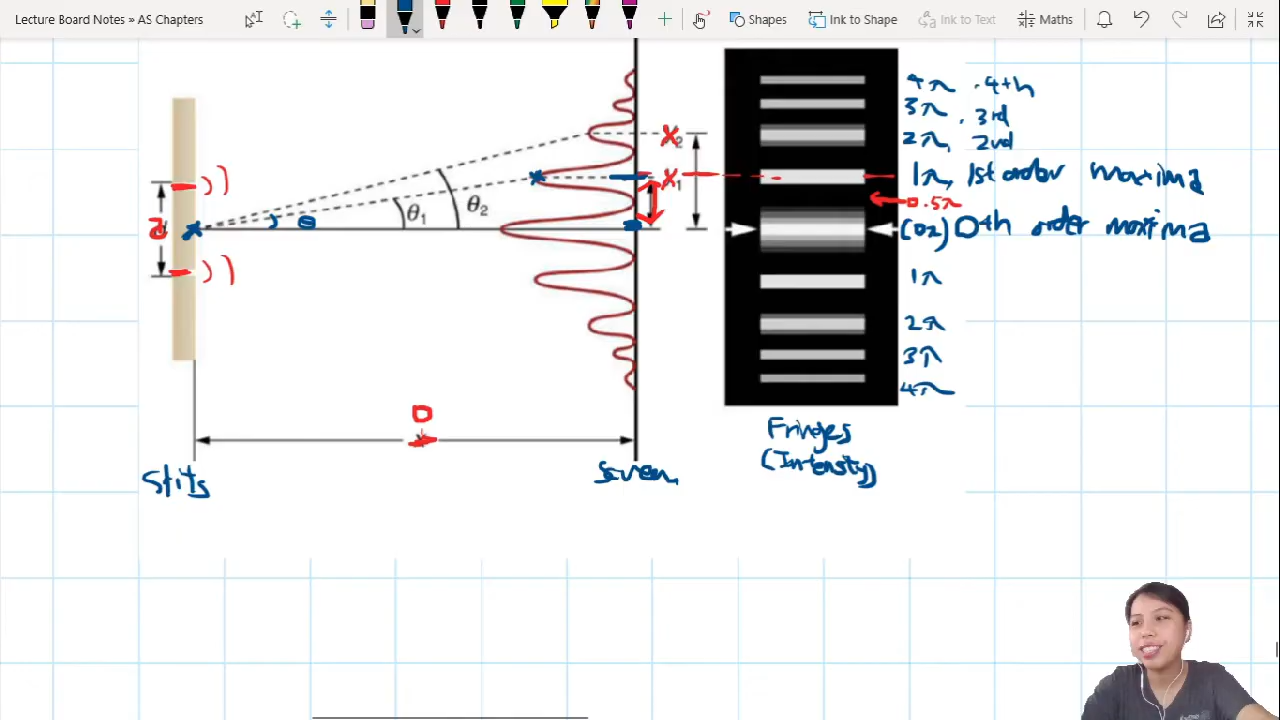 Lecture Board Notes » AS Chapters
Shapes
Ink to Shape
Ink to Text
Maths
4λ . 4th
3λ . 3rd
2λ, 2nd
1λ, 1st order maxima
0.5λ
(0λ) 0th order maxima
1λ
2λ
3λ
4λ
X2
X1
θ1
θ2
θ
a
D
Slits
Screen
Fringes
(Intensity)